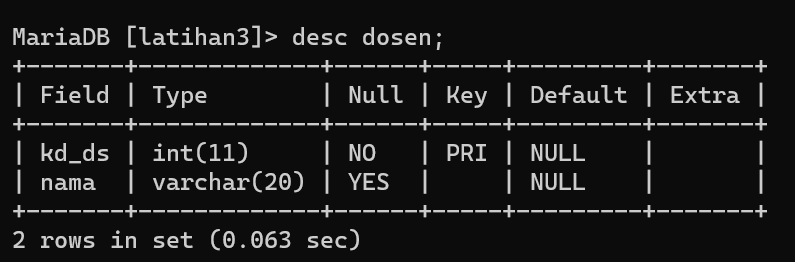 MariaDB [latihan3]> desc dosen;
+-------+-------------+------+-----+---------+-------+
| Field | Type        | Null | Key | Default | Extra |
+-------+-------------+------+-----+---------+-------+
| kd_ds | int(11)     | NO   | PRI | NULL    |       |
| nama  | varchar(20) | YES  |     | NULL    |       |
+-------+-------------+------+-----+---------+-------+
2 rows in set (0.063 sec)